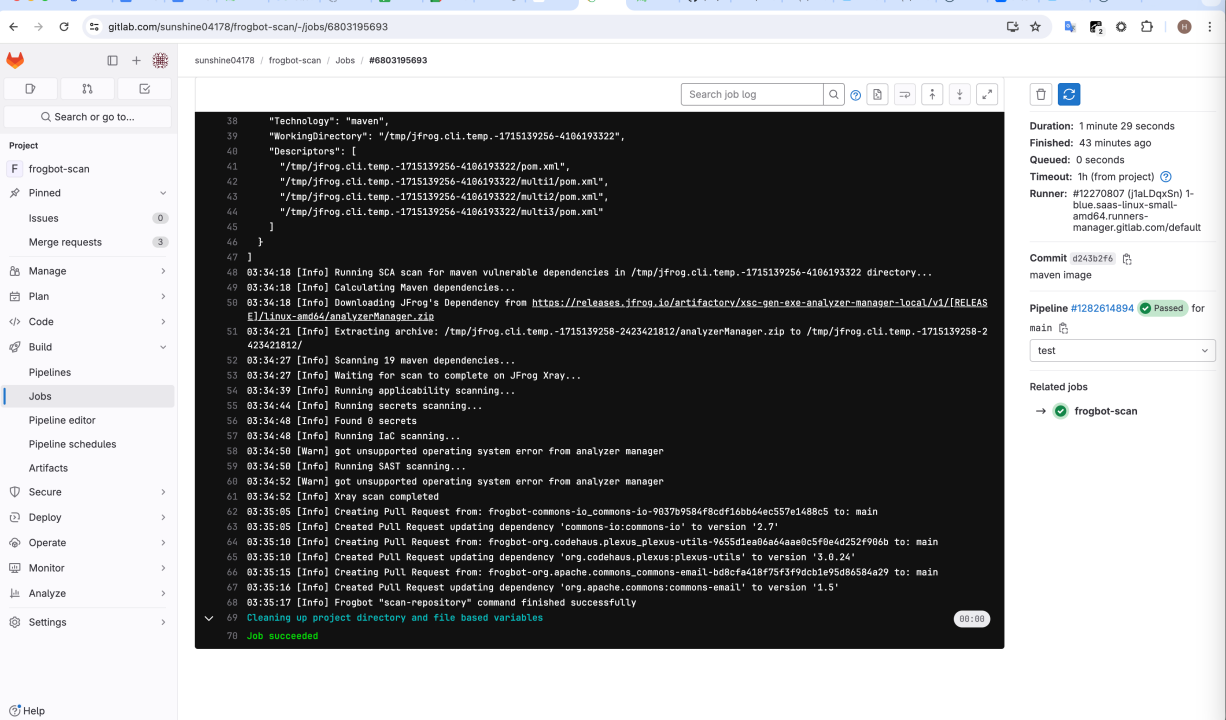 gitlab.com/sunshine04178/frogbot-scan/-/jobs/6803195693
2
H
sunshine04178 / frogbot-scan / Jobs / #6803195693
Search or go to...
Project
F frogbot-scan
Pinned
Issues 0
Merge requests 3
Manage
Plan
Code
Build
Pipelines
Jobs
Pipeline editor
Pipeline schedules
Artifacts
Secure
Deploy
Operate
Monitor
Analyze
Settings
Help
Search job log
38 "Technology": "maven",
39 "WorkingDirectory": "/tmp/jfrog.cli.temp.-1715139256-4106193322",
40 "Descriptors": [
41 "/tmp/jfrog.cli.temp.-1715139256-4106193322/pom.xml",
42 "/tmp/jfrog.cli.temp.-1715139256-4106193322/multi1/pom.xml",
43 "/tmp/jfrog.cli.temp.-1715139256-4106193322/multi2/pom.xml",
44 "/tmp/jfrog.cli.temp.-1715139256-4106193322/multi3/pom.xml"
45 ]
46 }
47 ]
48 03:34:18 [Info] Running SCA scan for maven vulnerable dependencies in /tmp/jfrog.cli.temp.-1715139256-4106193322 directory...
49 03:34:18 [Info] Calculating Maven dependencies...
50 03:34:18 [Info] Downloading JFrog's Dependency from https://releases.jfrog.io/artifactory/xsc-gen-exe-analyzer-manager-local/v1/[RELEAS
E]/linux-amd64/analyzerManager.zip
51 03:34:21 [Info] Extracting archive: /tmp/jfrog.cli.temp.-1715139258-2423421812/analyzerManager.zip to /tmp/jfrog.cli.temp.-1715139258-2
423421812/
52 03:34:27 [Info] Scanning 19 maven dependencies...
53 03:34:27 [Info] Waiting for scan to complete on JFrog Xray...
54 03:34:39 [Info] Running applicability scanning...
55 03:34:44 [Info] Running secrets scanning...
56 03:34:48 [Info] Found 0 secrets
57 03:34:48 [Info] Running IaC scanning...
58 03:34:50 [Warn] got unsupported operating system error from analyzer manager
59 03:34:50 [Info] Running SAST scanning...
60 03:34:52 [Warn] got unsupported operating system error from analyzer manager
61 03:34:52 [Info] Xray scan completed
62 03:35:05 [Info] Creating Pull Request from: frogbot-commons-io_commons-io-9037b9584f8cdf16bb64ec557e1488c5 to: main
63 03:35:05 [Info] Created Pull Request updating dependency 'commons-io:commons-io' to version '2.7'
64 03:35:10 [Info] Creating Pull Request from: frogbot-org.codehaus.plexus_plexus-utils-9655d1ea06a64aae0c5f0e4d252f906b to: main
65 03:35:10 [Info] Created Pull Request updating dependency 'org.codehaus.plexus:plexus-utils' to version '3.0.24'
66 03:35:15 [Info] Creating Pull Request from: frogbot-org.apache.commons_commons-email-bd8cfa418f75f3f9dcb1e95d86584a29 to: main
67 03:35:16 [Info] Created Pull Request updating dependency 'org.apache.commons:commons-email' to version '1.5'
68 03:35:17 [Info] Frogbot "scan-repository" command finished successfully
69 Cleaning up project directory and file based variables 00:00
70 Job succeeded
Duration: 1 minute 29 seconds
Finished: 43 minutes ago
Queued: 0 seconds
Timeout: 1h (from project)
Runner: #12270807 (j1aLDqxSn) 1-
blue.saas-linux-small-
amd64.runners-
manager.gitlab.com/default
Commit d243b2f6
maven image
Pipeline #1282614894 Passed for
main
test
Related jobs
frogbot-scan